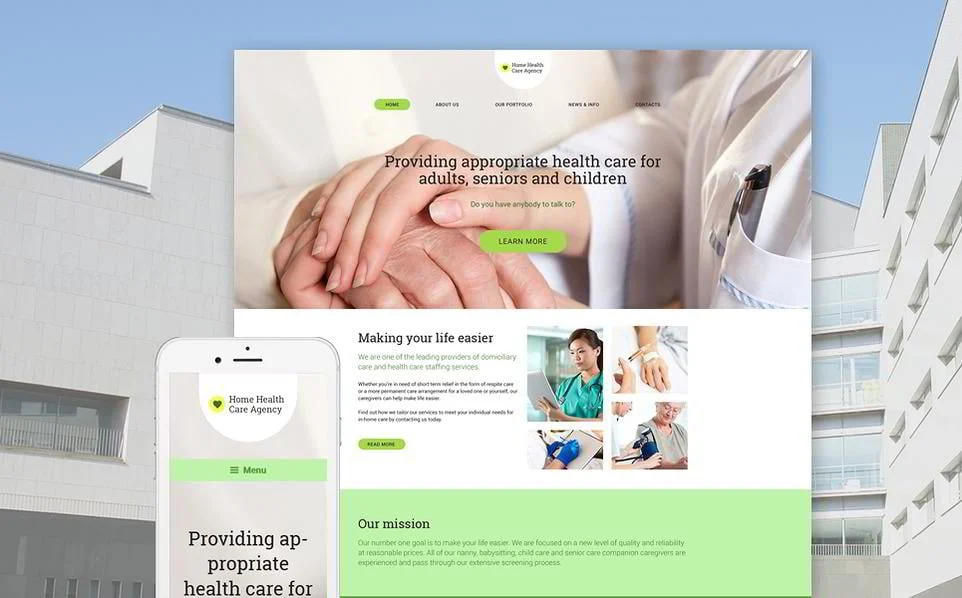 Home Health
Care Agency
HOME
ABOUT US
OUR PORTFOLIO
NEWS & INFO
CONTACTS
Providing appropriate health care for
adults, seniors and children
Do you have anybody to talk to?
LEARN MORE
Making your life easier
We are one of the leading providers of domiciliary
care and health care staffing services.
Whether you're in need of short term relief in the form of respite care
or a more permanent care arrangement for a loved one or yourself, our
caregivers can help make life easier.
Find out how we tailor our services to meet your individual needs for
in-home care by contacting us today.
READ MORE
Our mission
Our number one goal is to make your life easier. We are focused on a new level of quality and reliability
at reasonable prices. All of our nanny, babysitting, child care and senior care companion caregivers are
experienced and pass through our extensive screening process.
Home Health
Care Agency
Menu
Providing ap-
propriate
health care for